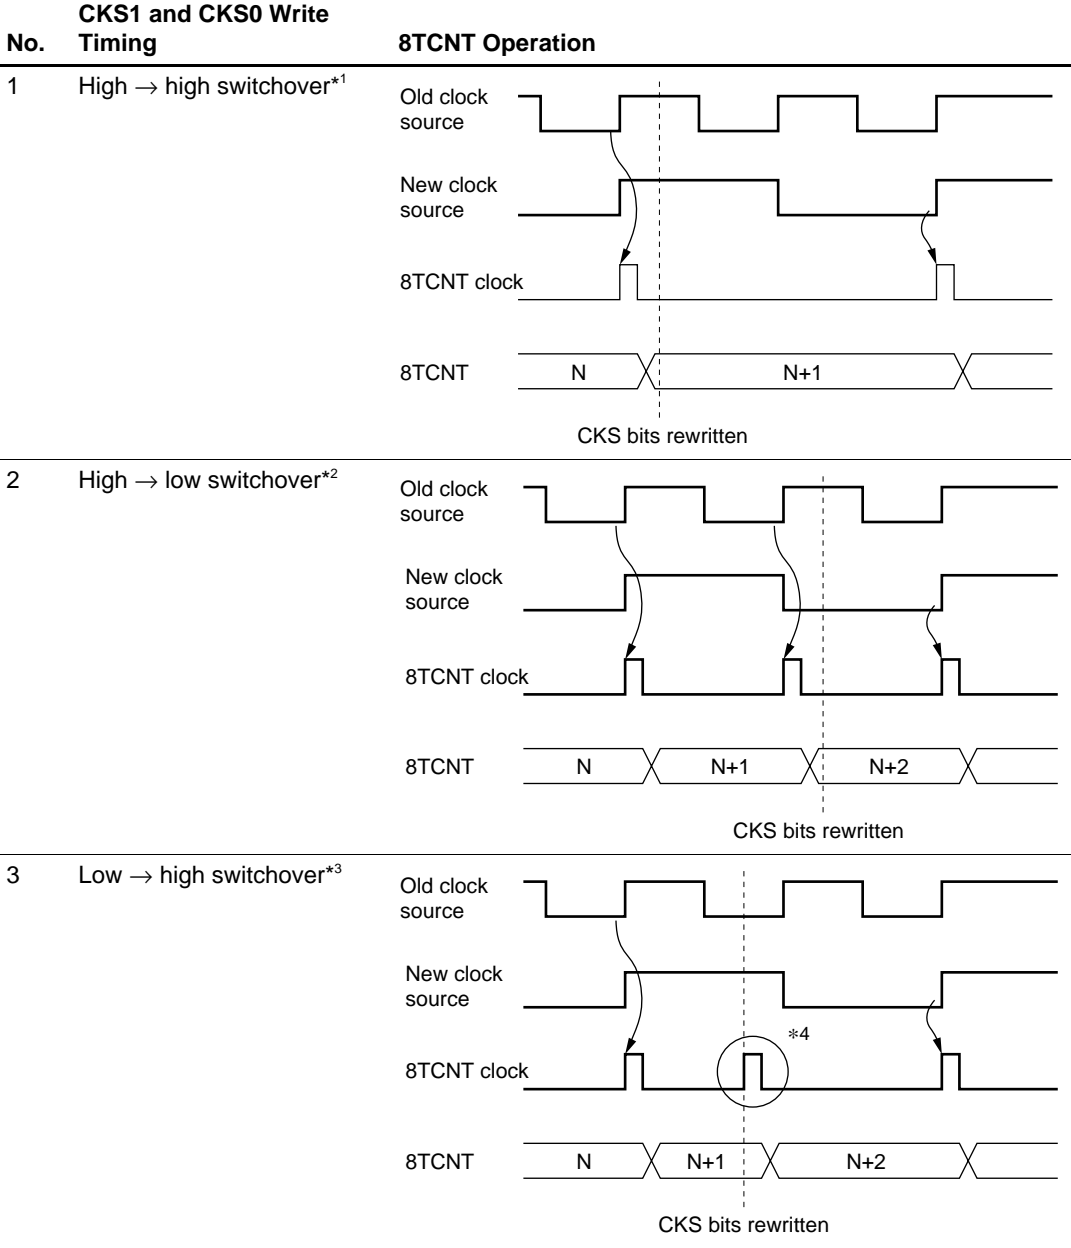 CKS1 and CKS0 Write
No. Timing 8TCNT Operation
1 High → high switchover*1
Old clock
source
New clock
source
8TCNT clock
8TCNT N N+1
CKS bits rewritten
2 High → low switchover*2
Old clock
source
New clock
source
8TCNT clock
8TCNT N N+1 N+2
CKS bits rewritten
3 Low → high switchover*3
Old clock
source
New clock
source
*4
8TCNT clock
8TCNT N N+1 N+2
CKS bits rewritten